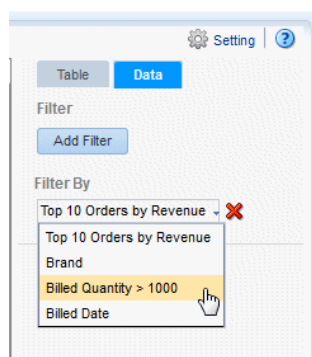 Setting ?
Table Data
Filter
Add Filter
Filter By
Top 10 Orders by Revenue
Top 10 Orders by Revenue
Brand
Billed Quantity > 1000
Billed Date